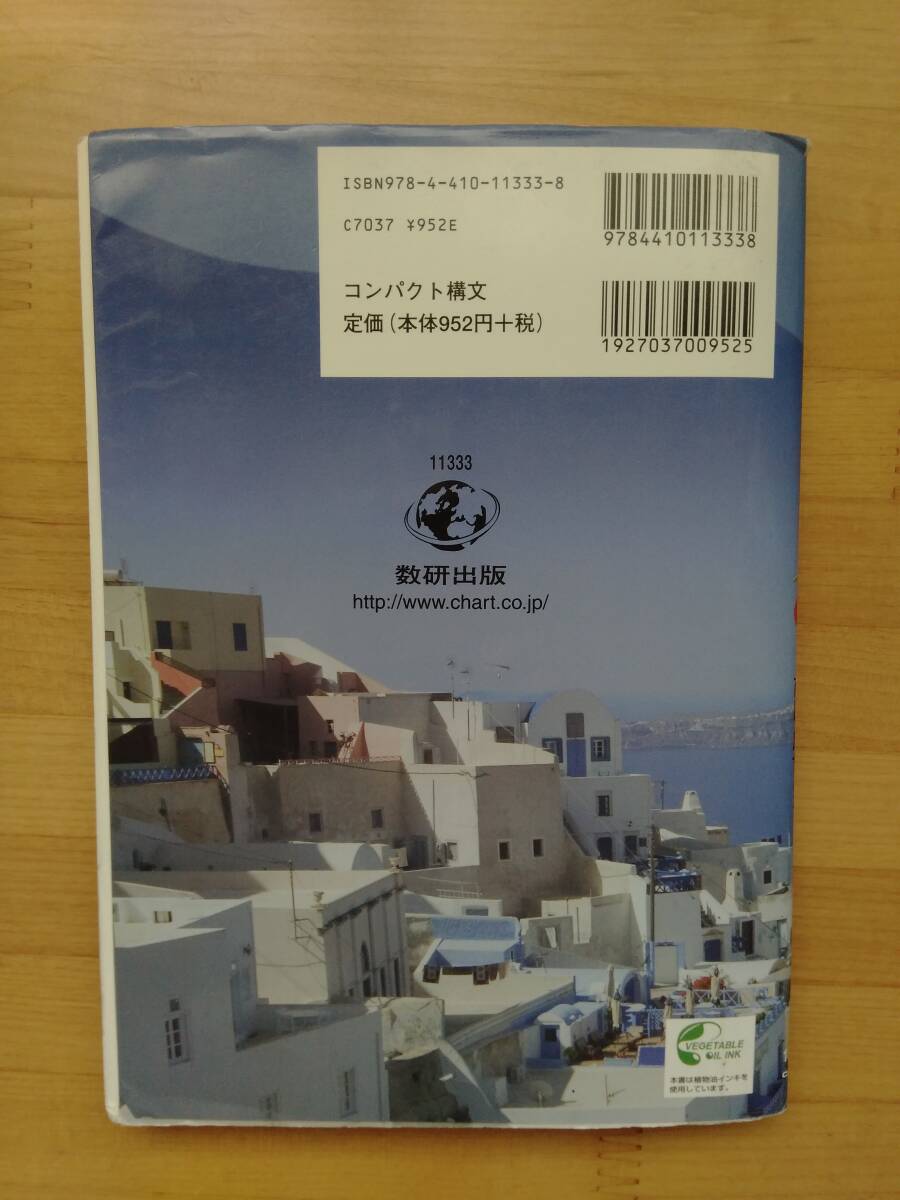 ISBN978-4-410-11333-8
C7037 ¥952E
9784410113338
コンパクト構文
定価(本体952円+税)
1927037009525
11333
数研出版
http://www.chart.co.jp/
VEGETABLE
OIL INK
本書は植物油インキを
使用しています。